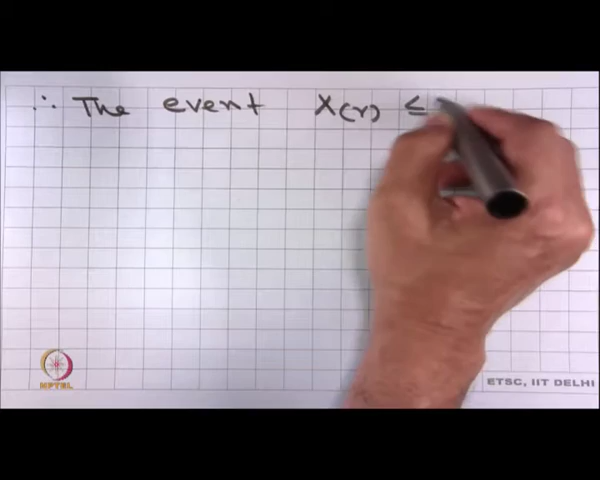 ∴ The event X(r) ≤
NPTEL
ETSC, IIT DELHI